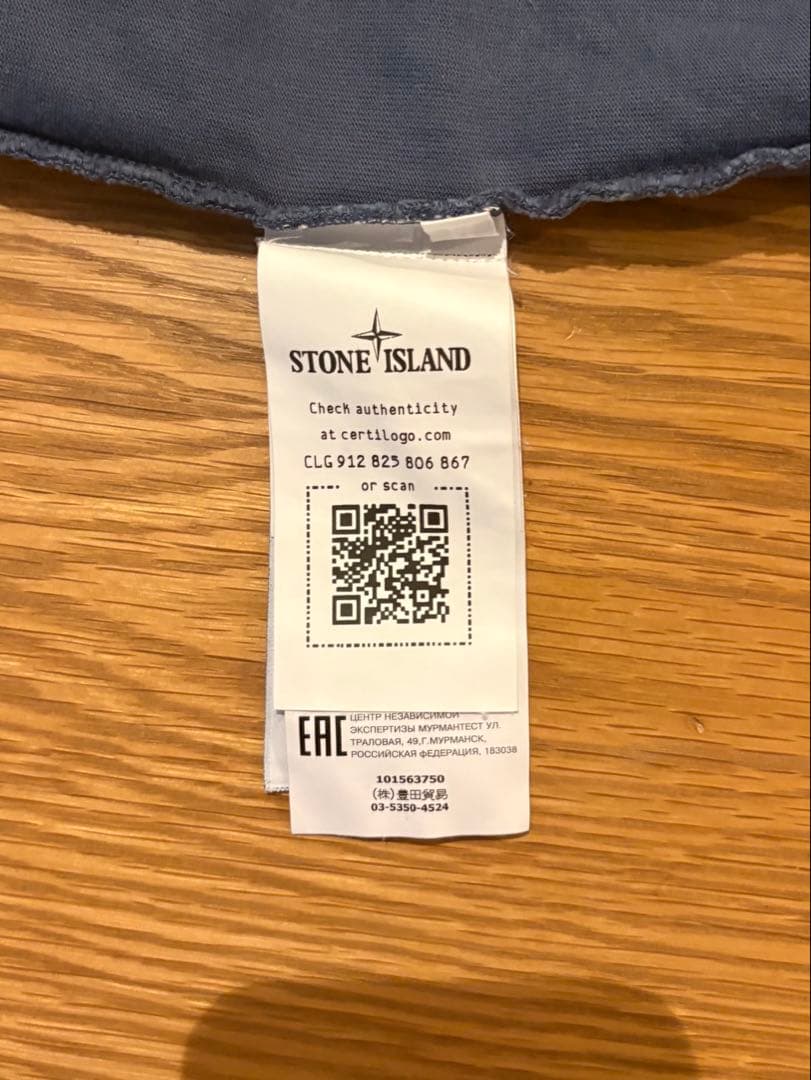 STONE ISLAND
Check authenticity
at certilogo.com
CLG 912 825 806 867
or scan
ЦЕНТР НЕЗАВИСИМОЙ
EAC ЭКСПЕРТИЗЫ МУРМАНТЕСТ УЛ.
ТРАЛОВАЯ, 49,Г.МУРМАНСК,
РОССИЙСКАЯ ФЕДЕРАЦИЯ, 183038
101563750
(株)豊田貿易
03-5350-4524